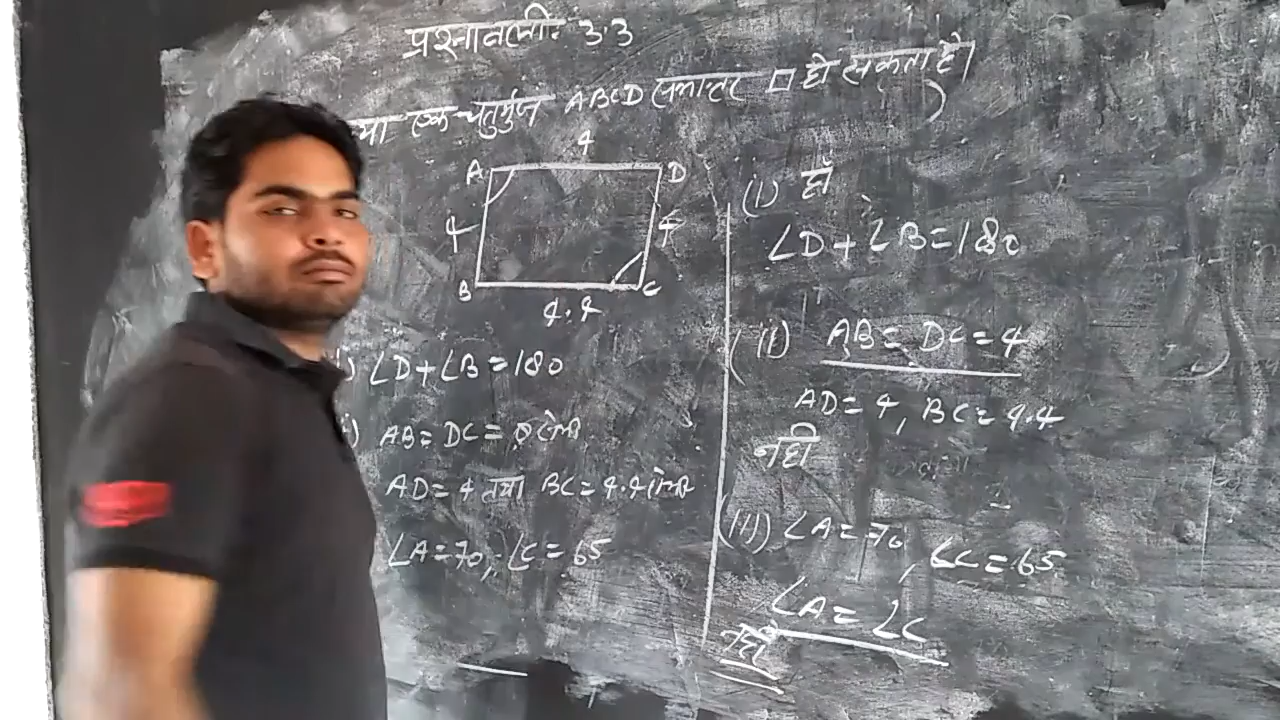 प्रश्नावली: 3.3
क्या एक चतुर्भुज ABCD समान्तर □ हो सकता है।
4
A D
4 4
B C
4.4
) ∠D+∠B=180
) AB=DC=
AD=4 तथा BC=4.4 सेमी
∠A=70, ∠C=65
(i) हाँ
∠D+∠B=180
(ii) AB=DC=4
AD=4, BC=4.4
नहीं
(iii) ∠A=70, ∠C=65
∠A=∠C
नहीं